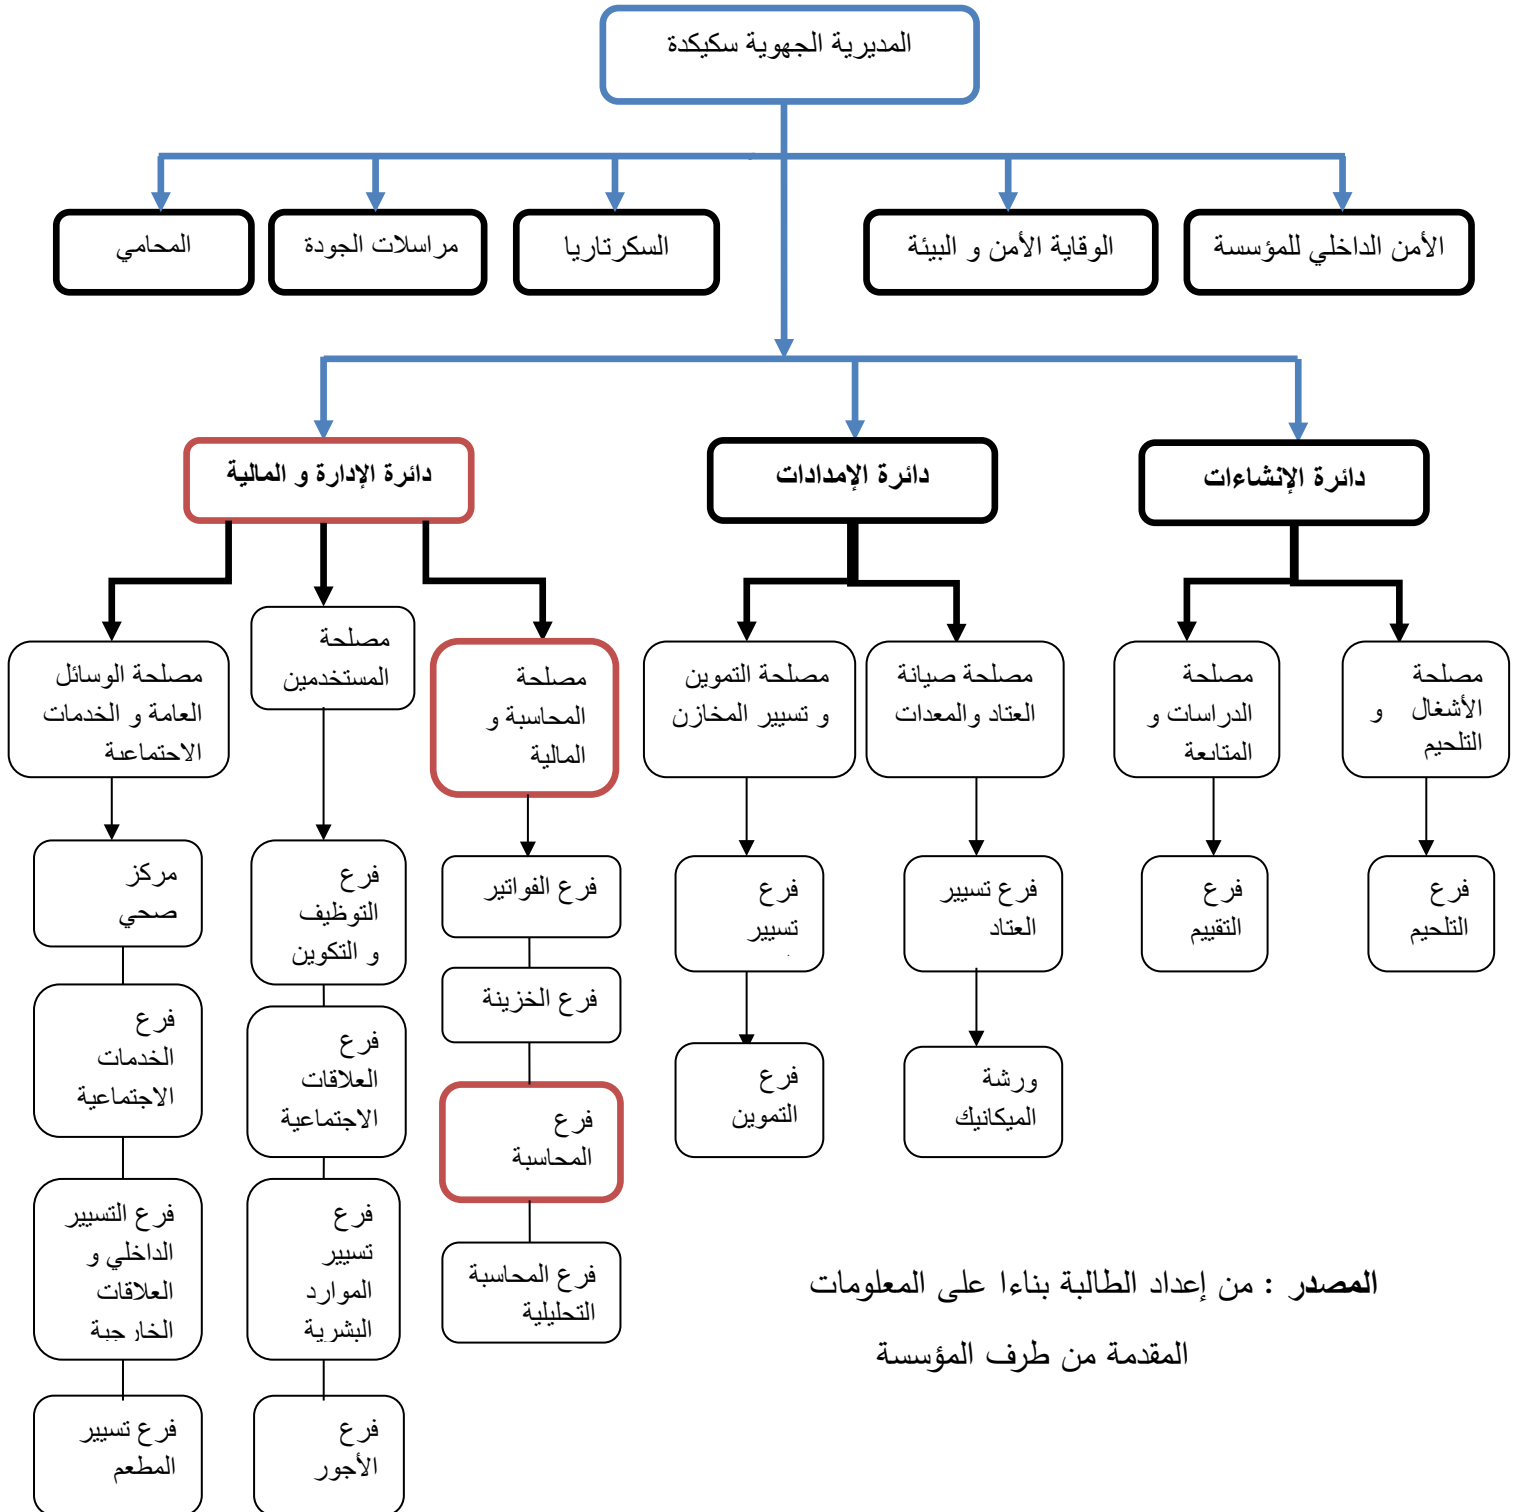 المديرية الجهوية سكيكدة
الأمن الداخلي للمؤسسة
الوقاية الأمن و البيئة
السكرتاريا
مراسلات الجودة
المحامي
دائرة الإنشاءات
دائرة الإمدادات
دائرة الإدارة و المالية
مصلحة
الأشغال و
التلحيم
مصلحة
الدراسات و
المتابعة
مصلحة صيانة
العتاد والمعدات
مصلحة التموين
و تسيير المخازن
مصلحة
المحاسبة و
المالية
مصلحة
المستخدمين
مصلحة الوسائل
العامة و الخدمات
الاجتماعية
فرع
التلحيم
فرع
التقييم
فرع تسيير
العتاد
ورشة
الميكانيك
فرع
تسيير
فرع
التموين
فرع الفواتير
فرع الخزينة
فرع
المحاسبة
فرع المحاسبة
التحليلية
فرع
التوظيف
و التكوين
فرع
العلاقات
الاجتماعية
فرع
تسيير
الموارد
البشرية
فرع
الأجور
مركز
صحي
فرع
الخدمات
الاجتماعية
فرع التسيير
الداخلي و
العلاقات
الخارجية
فرع تسيير
المطعم
المصدر : من إعداد الطالبة بناءا على المعلومات
المقدمة من طرف المؤسسة